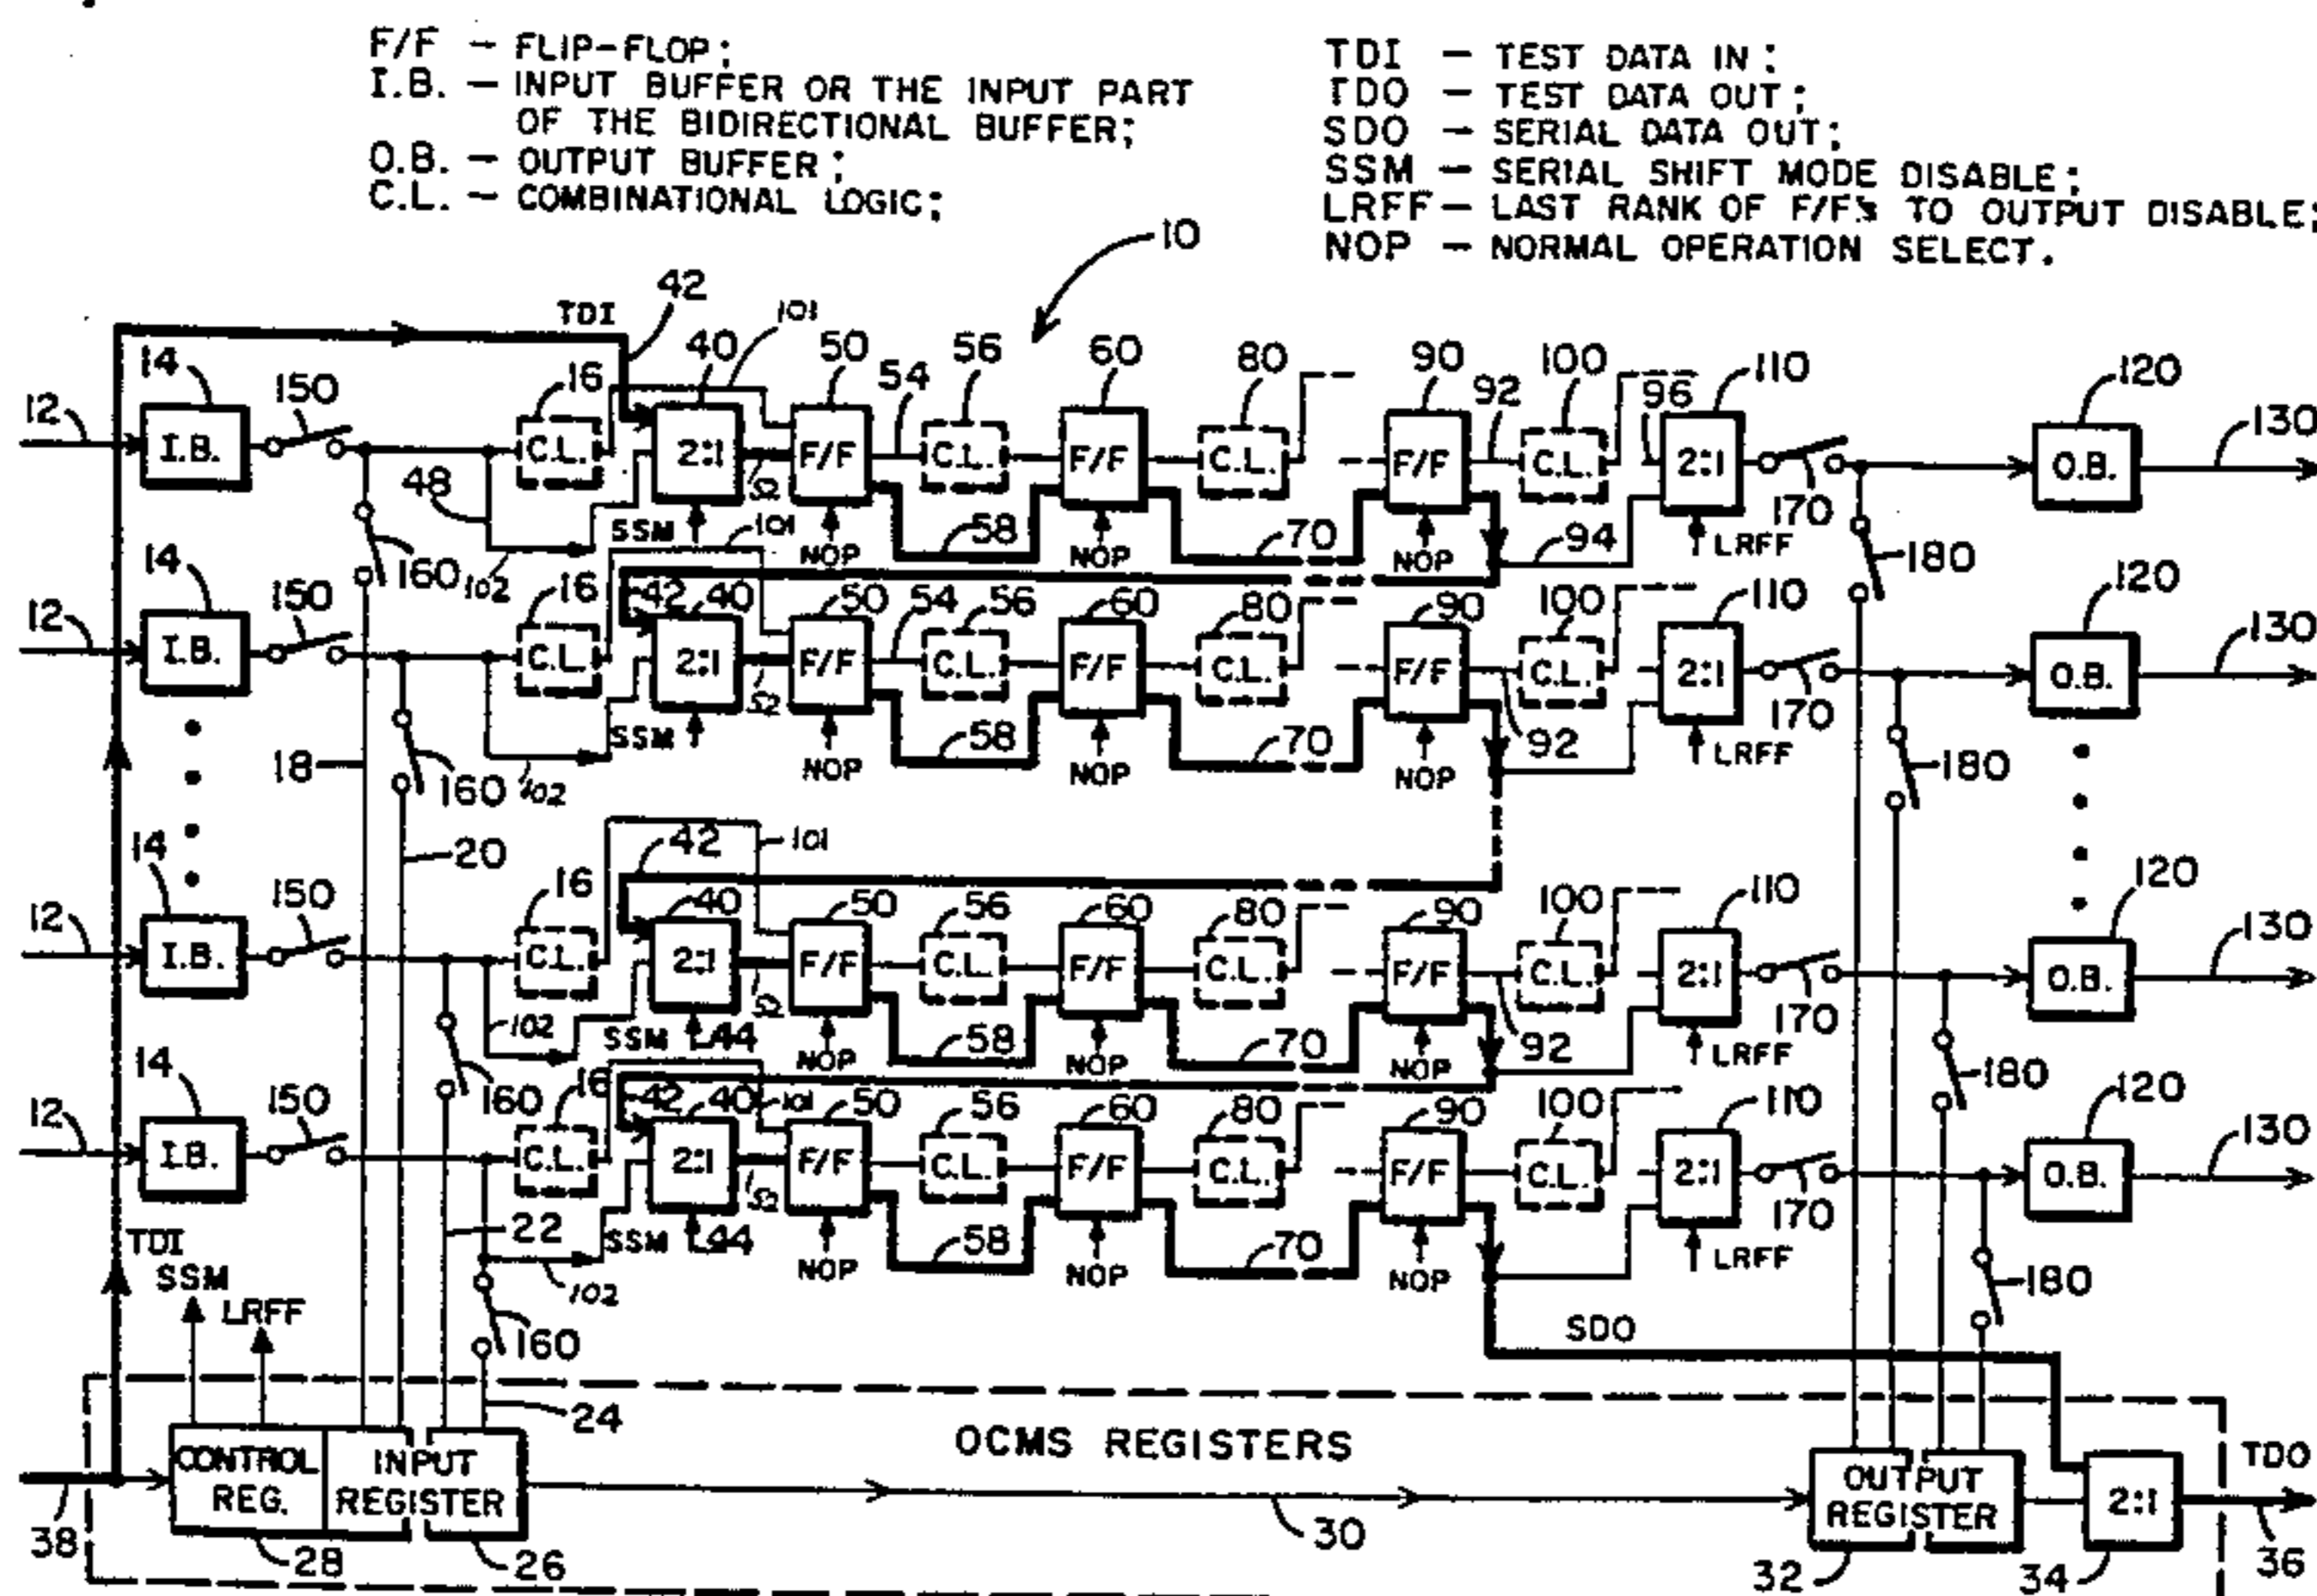 F/F – FLIP-FLOP;
I.B. – INPUT BUFFER OR THE INPUT PART
OF THE BIDIRECTIONAL BUFFER;
O.B. – OUTPUT BUFFER;
C.L. – COMBINATIONAL LOGIC;
TDI – TEST DATA IN;
TDO – TEST DATA OUT;
SDO – SERIAL DATA OUT;
SSM – SERIAL SHIFT MODE DISABLE;
LRFF – LAST RANK OF F/F's TO OUTPUT DISABLE;
NOP – NORMAL OPERATION SELECT.
10
TDI 42 101
14 150 16 40 50 54 56 60 80 90 92 100 96 110 120
12 I.B. C.L. 2:1 F/F C.L. F/F C.L. F/F C.L. 2:1 O.B. 130
48 52 170
SSM 101 NOP 58 NOP 70 NOP 94 LRFF 180
160 102
14 150 16 42 40 50 54 56 60 80 90 100 110 120
12 I.B. C.L. 2:1 F/F C.L. F/F C.L. F/F C.L. 2:1 O.B. 130
52 170
SSM NOP 58 NOP 70 NOP 92 LRFF
18 160 102 180
20 42 101
14 150 16 40 50 56 60 80 90 100 110 120
12 I.B. C.L. 2:1 F/F C.L. F/F C.L. F/F C.L. 2:1 O.B. 130
102 52 170
SSM 44 NOP 58 NOP 70 NOP 92 LRFF
160 180
14 150 16 42 40 101 50 56 60 80 90 100 110 120
12 I.B. C.L. 2:1 F/F C.L. F/F C.L. F/F C.L. 2:1 O.B. 130
52 170
22 SSM 44 NOP 58 NOP 70 NOP LRFF
TDI 102 180
SSM LRFF 160 SDO
24
OCMS REGISTERS
CONTROL REG.
INPUT REGISTER
OUTPUT REGISTER
2:1
TDO
38 28 26 30 32 34 36